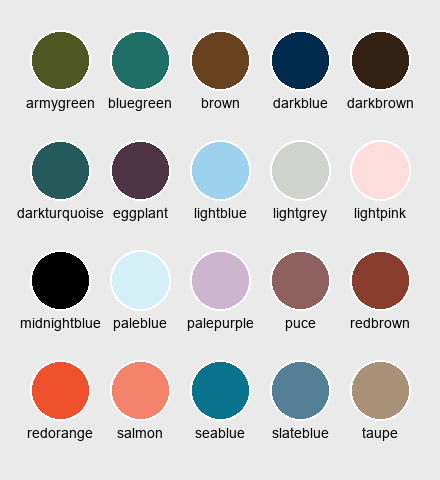 armygreen bluegreen brown darkblue darkbrown
darkturquoise eggplant lightblue lightgrey lightpink
midnightblue paleblue palepurple puce redbrown
redorange salmon seablue slateblue taupe